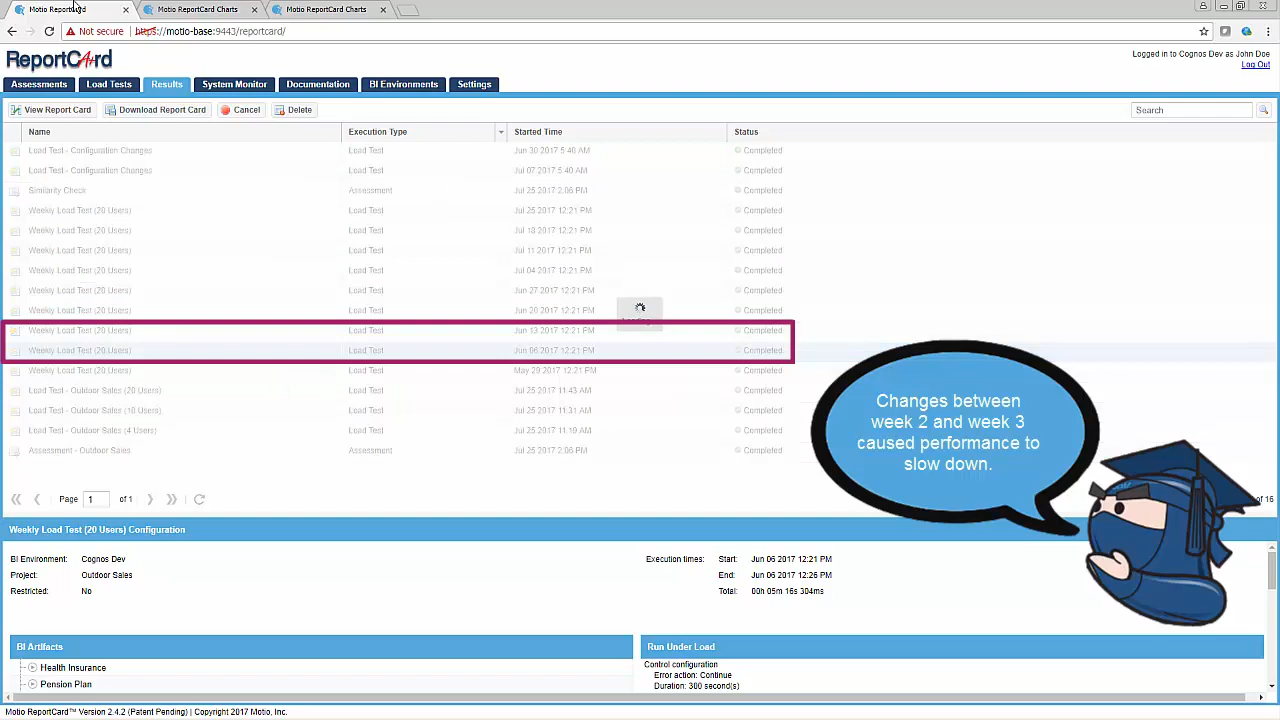 Motio ReportCard
Motio ReportCard Charts
Motio ReportCard Charts
Not secure https://motio-base:9443/reportcard/
ReportCard
Logged in to Cognos Dev as John Doe
Log Out
Assessments Load Tests Results System Monitor Documentation BI Environments Settings
View Report Card Download Report Card Cancel Delete Search
Name Execution Type Started Time Status
Load Test - Configuration Changes Load Test Jun 30 2017 5:40 AM Completed
Load Test - Configuration Changes Load Test Jul 07 2017 5:40 AM Completed
Similarity Check Assessment Jul 25 2017 2:06 PM Completed
Weekly Load Test (20 Users) Load Test Jul 25 2017 12:21 PM Completed
Weekly Load Test (20 Users) Load Test Jul 18 2017 12:21 PM Completed
Weekly Load Test (20 Users) Load Test Jul 11 2017 12:21 PM Completed
Weekly Load Test (20 Users) Load Test Jul 04 2017 12:21 PM Completed
Weekly Load Test (20 Users) Load Test Jun 27 2017 12:21 PM Completed
Weekly Load Test (20 Users) Load Test Jun 20 2017 12:21 PM Completed
Weekly Load Test (20 Users) Load Test Jun 13 2017 12:21 PM Completed
Weekly Load Test (20 Users) Load Test Jun 06 2017 12:21 PM Completed
Weekly Load Test (20 Users) Load Test May 29 2017 12:21 PM Completed
Load Test - Outdoor Sales (20 Users) Load Test Jul 25 2017 11:43 AM Completed
Load Test - Outdoor Sales (10 Users) Load Test Jul 25 2017 11:31 AM Completed
Load Test - Outdoor Sales (4 Users) Load Test Jul 25 2017 11:19 AM Completed
Assessment - Outdoor Sales Assessment Jul 25 2017 2:06 PM Completed
Changes between
week 2 and week 3
caused performance to
slow down.
Page 1 of 1
of 16
Weekly Load Test (20 Users) Configuration
BI Environment: Cognos Dev Execution times: Start: Jun 06 2017 12:21 PM
Project: Outdoor Sales End: Jun 06 2017 12:26 PM
Restricted: No Total: 00h 05m 16s 304ms
BI Artifacts
Health Insurance
Pension Plan
Run Under Load
Control configuration
Error action: Continue
Duration: 300 second(s)
Motio ReportCard™ Version 2.4.2 (Patent Pending) | Copyright 2017 Motio, Inc.